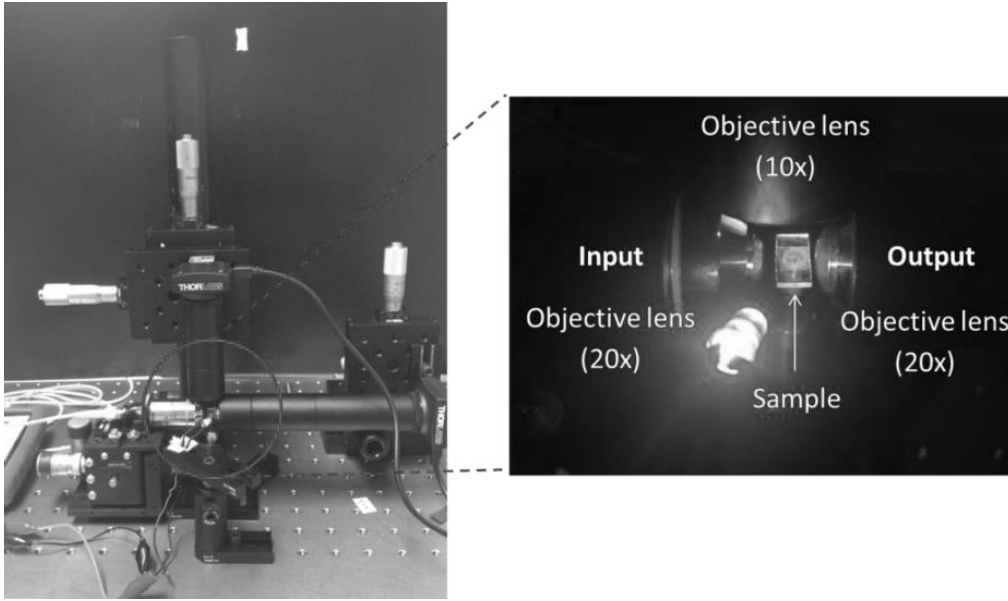 THORLABS
THOR
Objective lens
(10x)
Input
Output
Objective lens
(20x)
Objective lens
(20x)
Sample